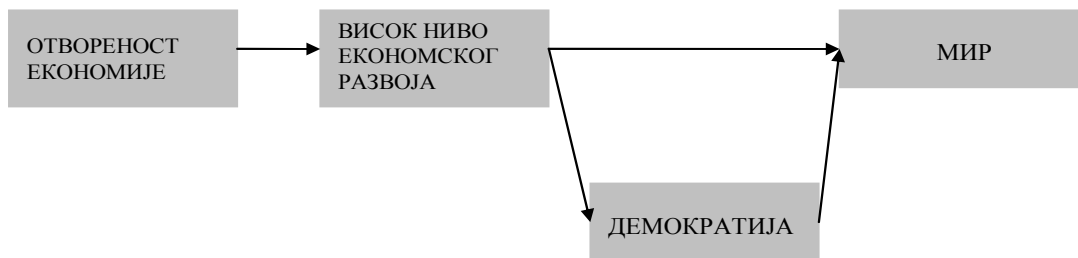 ОТВОРЕНОСТ
ЕКОНОМИЈЕ
ВИСОК НИВО
ЕКОНОМСКОГ
РАЗВОЈА
МИР
ДЕМОКРАТИЈА